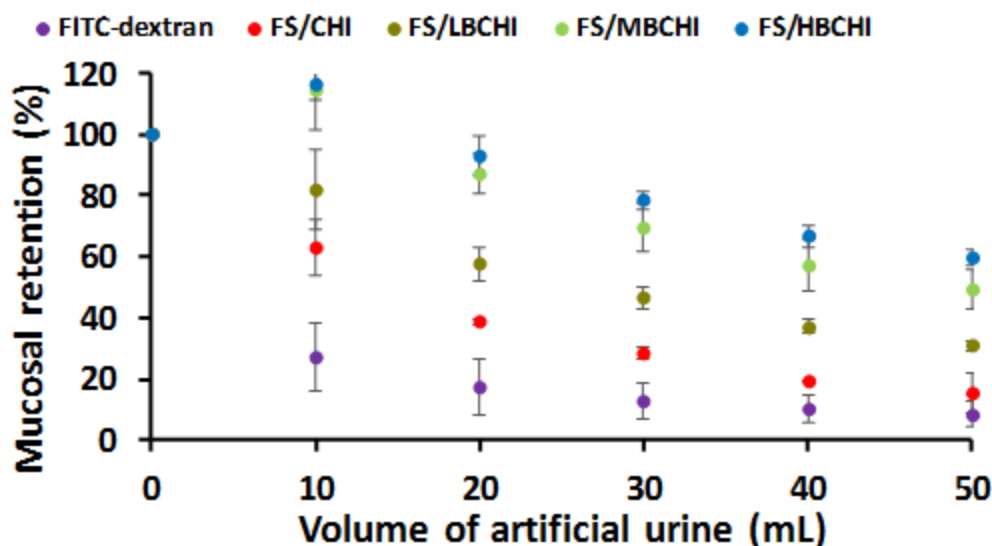 FITC-dextran FS/CHI FS/LBCHI FS/MBCHI FS/HBCHI
Mucosal retention (%)
120
100
80
60
40
20
0
0 10 20 30 40 50
Volume of artificial urine (mL)